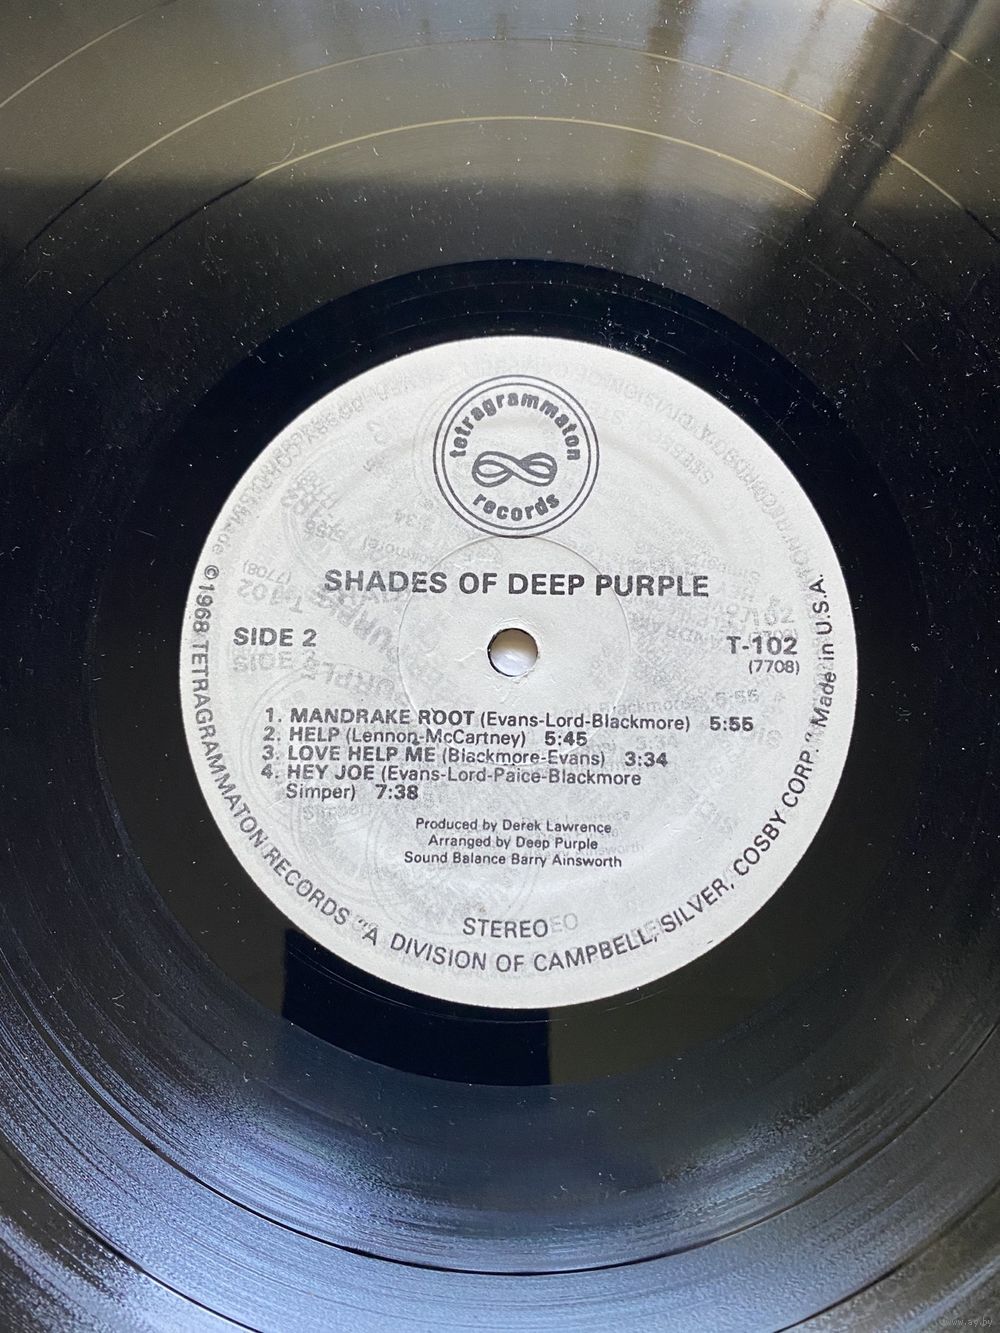 tetragrammaton
records
SHADES OF DEEP PURPLE
SIDE 2
T-102
(7708)
1. MANDRAKE ROOT (Evans-Lord-Blackmore) 5:55
2. HELP (Lennon-McCartney) 5:45
3. LOVE HELP ME (Blackmore-Evans) 3:34
4. HEY JOE (Evans-Lord-Paice-Blackmore
Simper) 7:38
Produced by Derek Lawrence
Arranged by Deep Purple
Sound Balance Barry Ainsworth
STEREO
©1968 TETRAGRAMMATON RECORDS "A DIVISION OF CAMPBELL, SILVER, COSBY CORP." Made in U.S.A.
www.ay.by